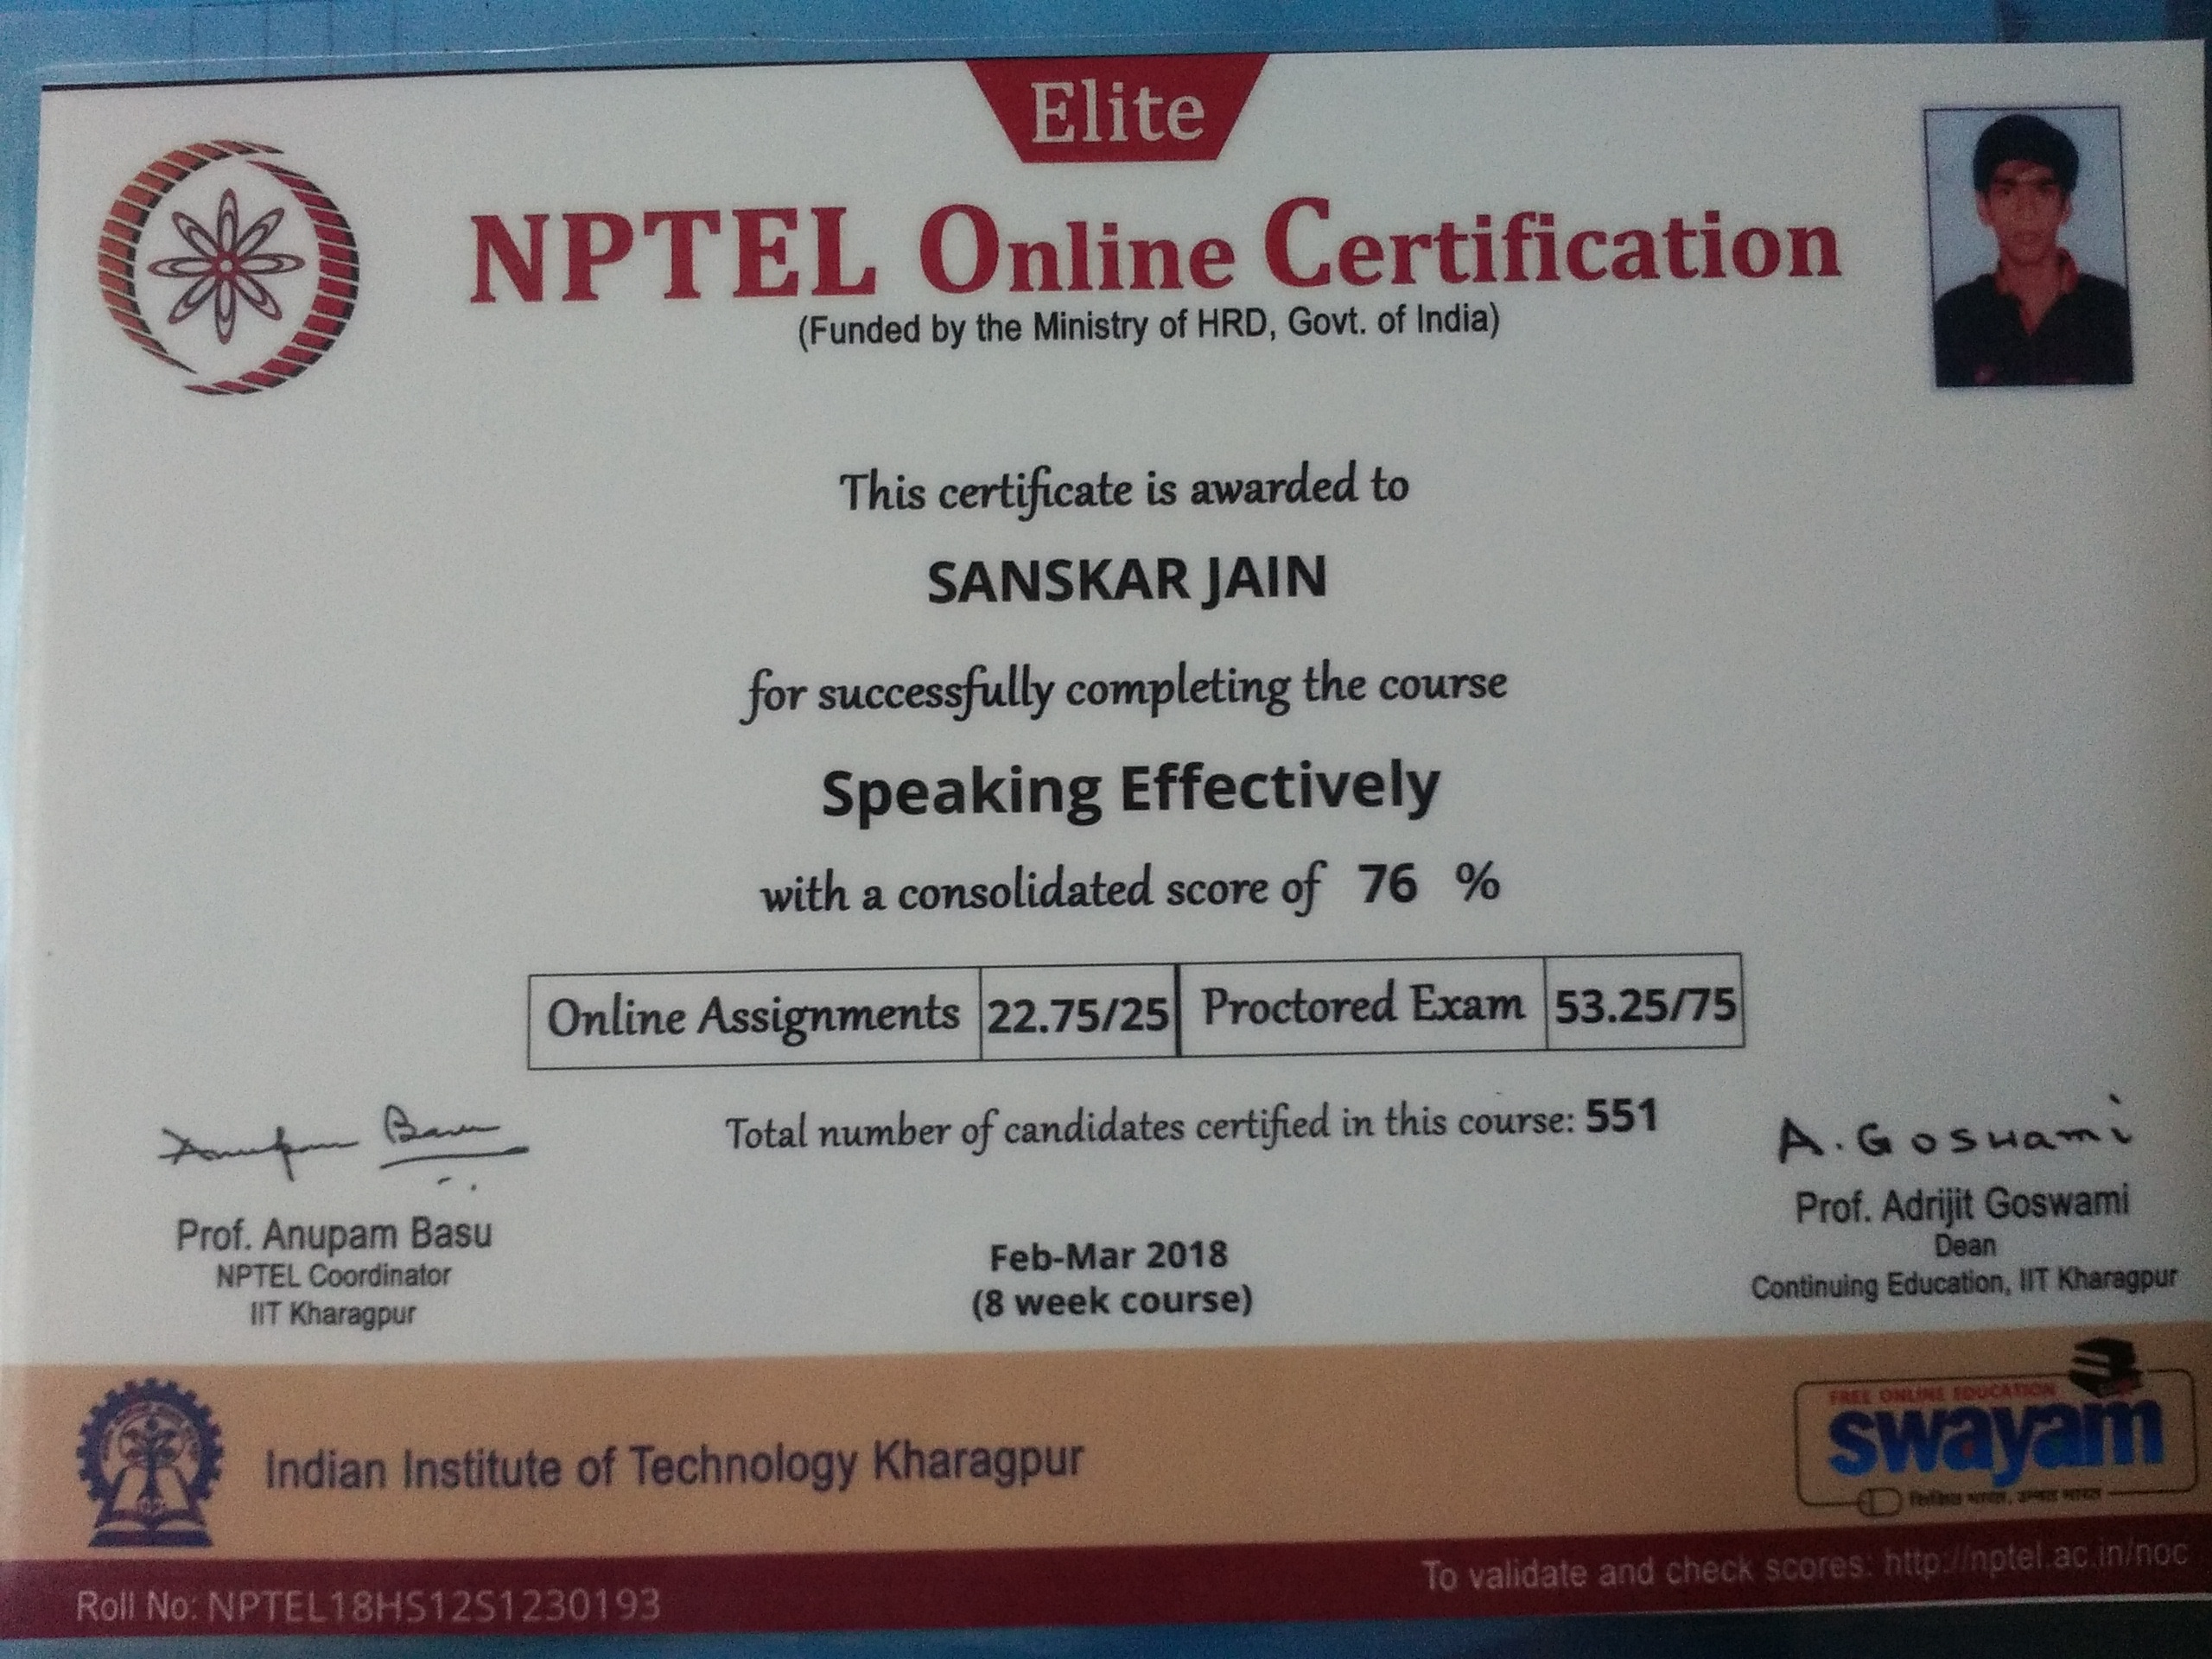 Elite
NPTEL Online Certification
(Funded by the Ministry of HRD, Govt. of India)
This certificate is awarded to
SANSKAR JAIN
for successfully completing the course
Speaking Effectively
with a consolidated score of 76 %
Online Assignments 22.75/25 Proctored Exam 53.25/75
Total number of candidates certified in this course: 551
Anupam Basu
A. Goswami
Prof. Anupam Basu
NPTEL Coordinator
IIT Kharagpur
Feb-Mar 2018
(8 week course)
Prof. Adrijit Goswami
Dean
Continuing Education, IIT Kharagpur
Indian Institute of Technology Kharagpur
FREE ONLINE EDUCATION
swayam
शिक्षित भारत, उन्नत भारत
Roll No: NPTEL18HS12S1230193
To validate and check scores: http://nptel.ac.in/noc